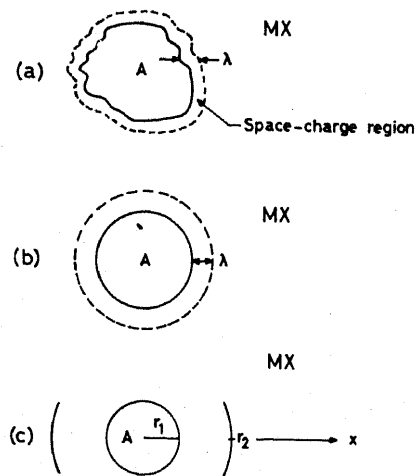 MX
(a) A λ
Space-charge region
MX
(b) A λ
MX
(c) A r₁ r₂ x